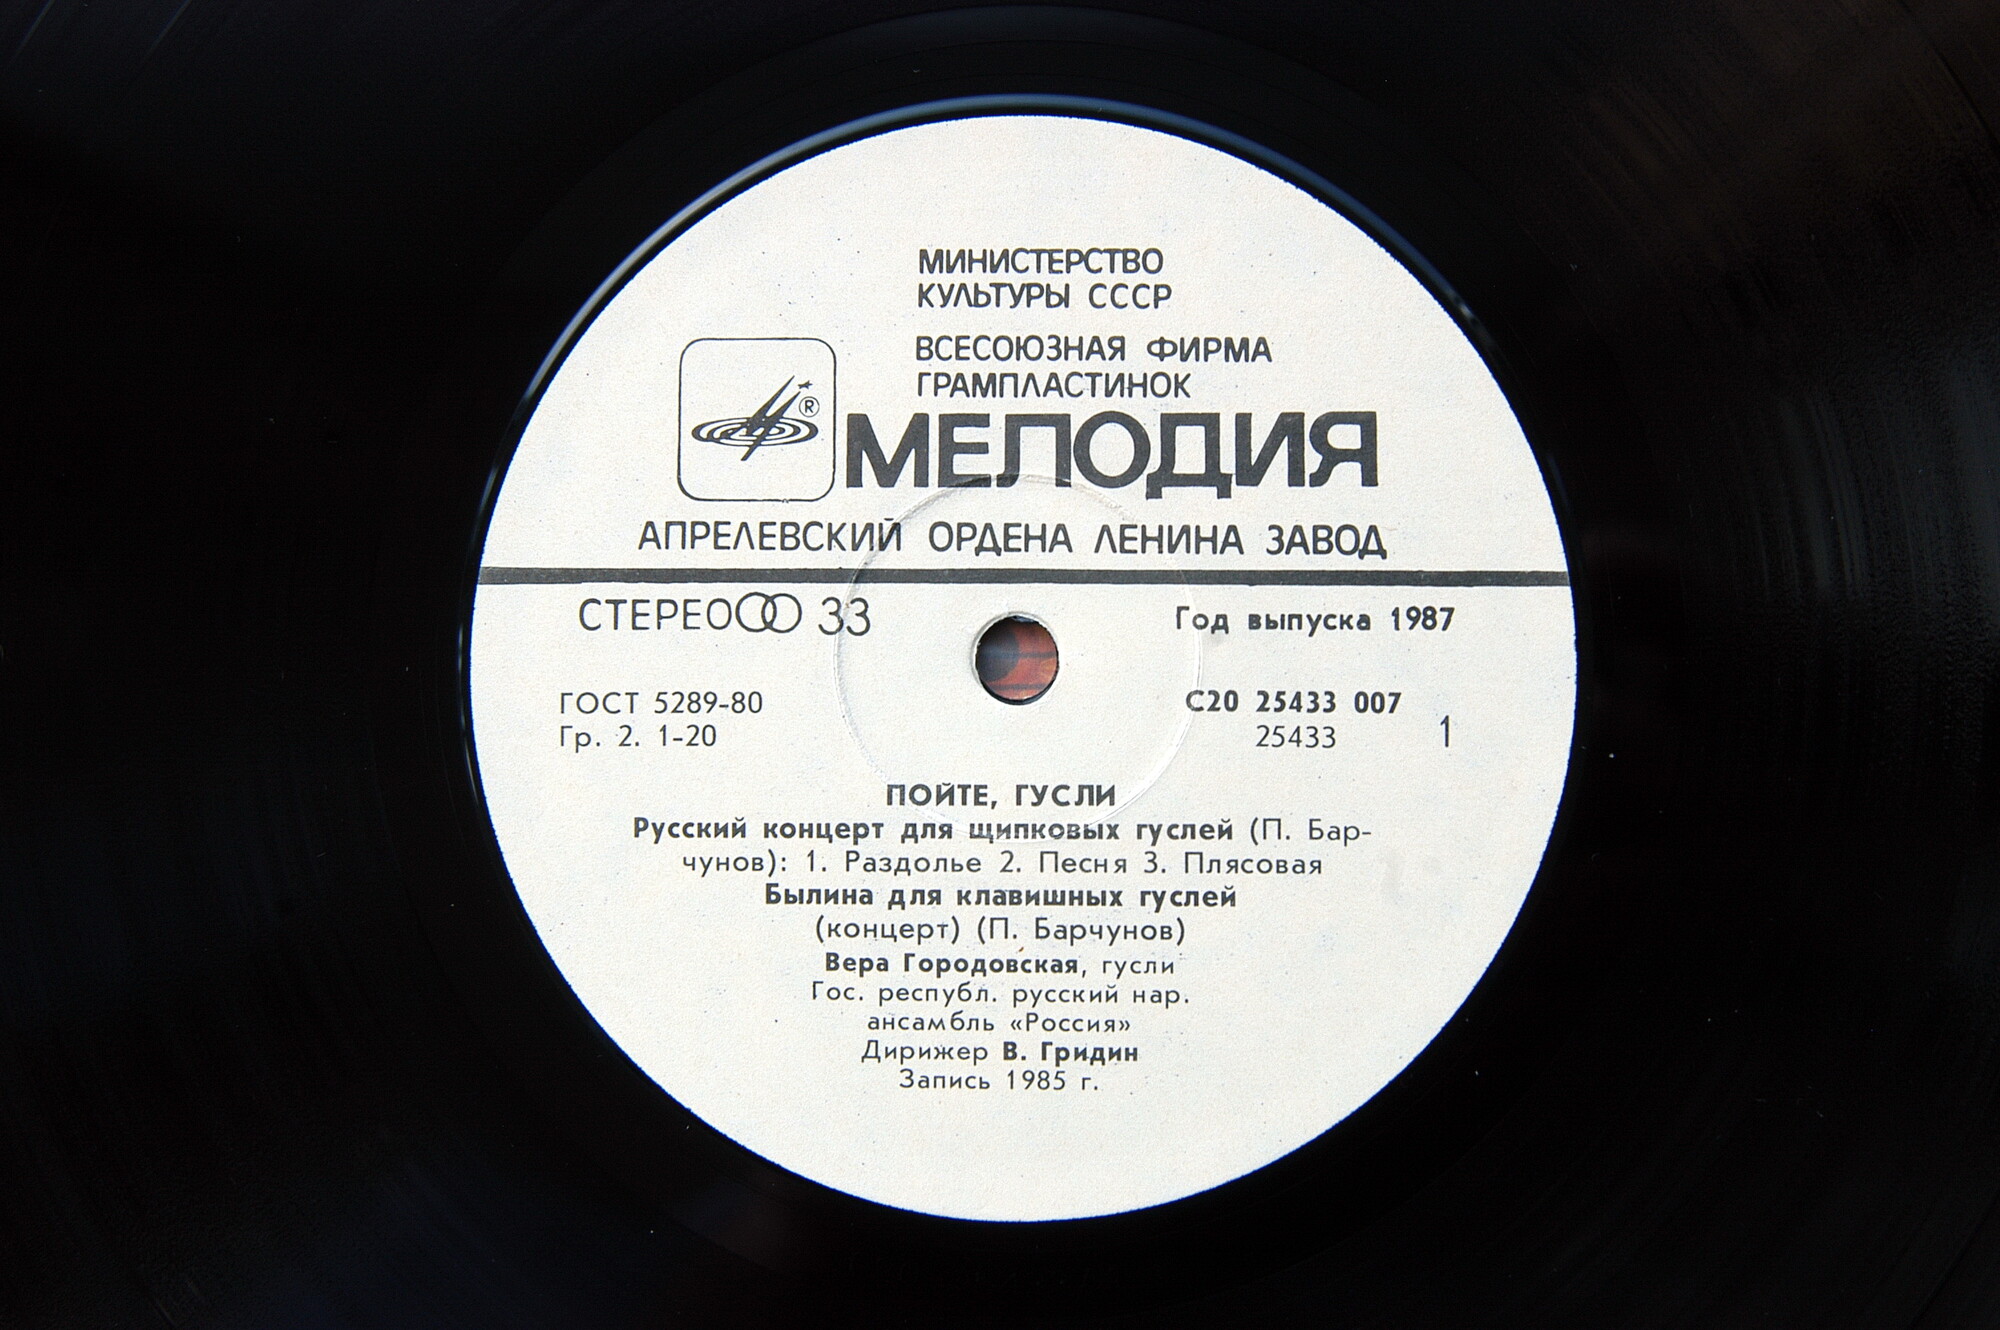 МИНИСТЕРСТВО
КУЛЬТУРЫ СССР
ВСЕСОЮЗНАЯ ФИРМА
ГРАМПЛАСТИНОК
®
МЕЛОДИЯ
АПРЕЛЕВСКИЙ ОРДЕНА ЛЕНИНА ЗАВОД
СТЕРЕО 33
Год выпуска 1987
ГОСТ 5289-80
Гр. 2. 1-20
С20 25433 007
25433 1
ПОЙТЕ, ГУСЛИ
Русский концерт для щипковых гуслей (П. Бар-
чунов): 1. Раздолье 2. Песня 3. Плясовая
Былина для клавишных гуслей
(концерт) (П. Барчунов)
Вера Городовская, гусли
Гос. республ. русский нар.
ансамбль «Россия»
Дирижер В. Гридин
Запись 1985 г.